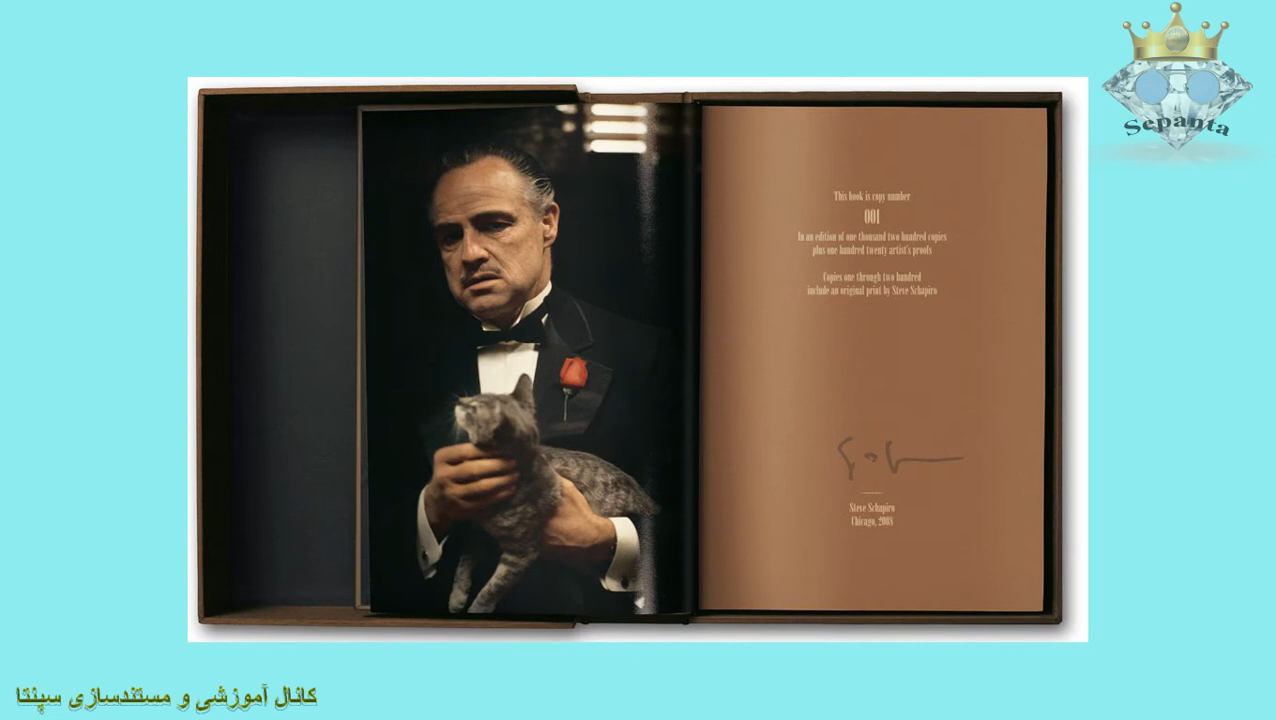 Sepanta
This book is copy number
001
In an edition of one thousand two hundred copies
plus one hundred twenty artist's proofs
Copies one through two hundred
include an original print by Steve Schapiro
Steve Schapiro
Chicago, 2008
کانال آموزشی و مستندسازی سپنتا